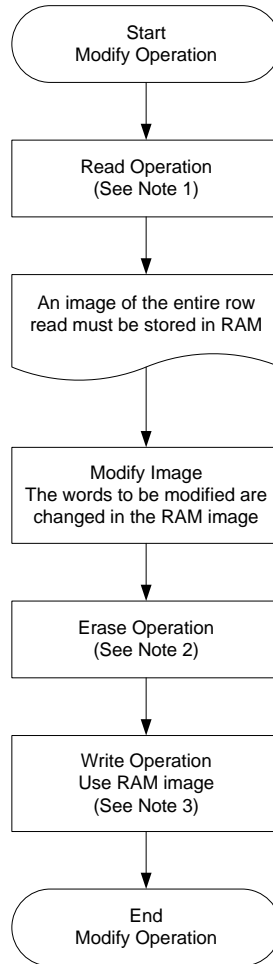 Start
Modify Operation
Read Operation
(See Note 1)
An image of the entire row
read must be stored in RAM
Modify Image
The words to be modified are
changed in the RAM image
Erase Operation
(See Note 2)
Write Operation
Use RAM image
(See Note 3)
End
Modify Operation